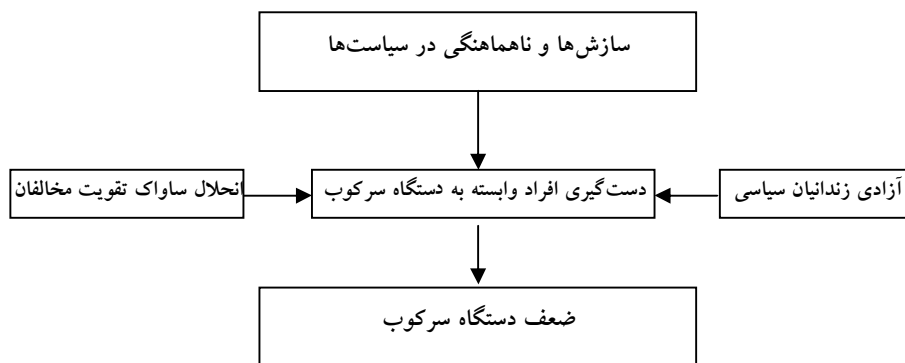 سازش‌ها و ناهماهنگی در سیاست‌ها
آزادی زندانیان سیاسی
دست‌گیری افراد وابسته به دستگاه سرکوب
انحلال ساواک تقویت مخالفان
ضعف دستگاه سرکوب